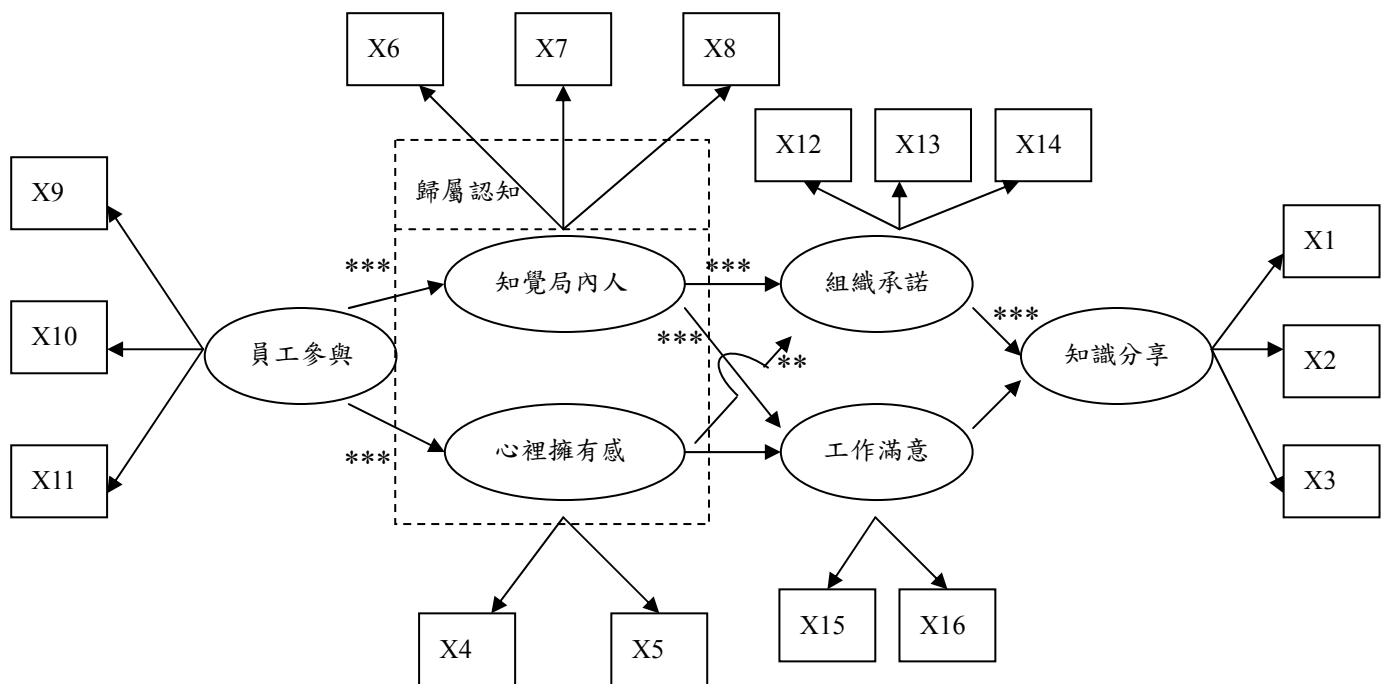 X6
X7
X8
X12
X13
X14
X9
歸屬認知
X1
***
知覺局內人
***
組織承諾
***
X10
員工參與
***
**
知識分享
X2
***
心裡擁有感
工作滿意
X11
X3
X4
X5
X15
X16